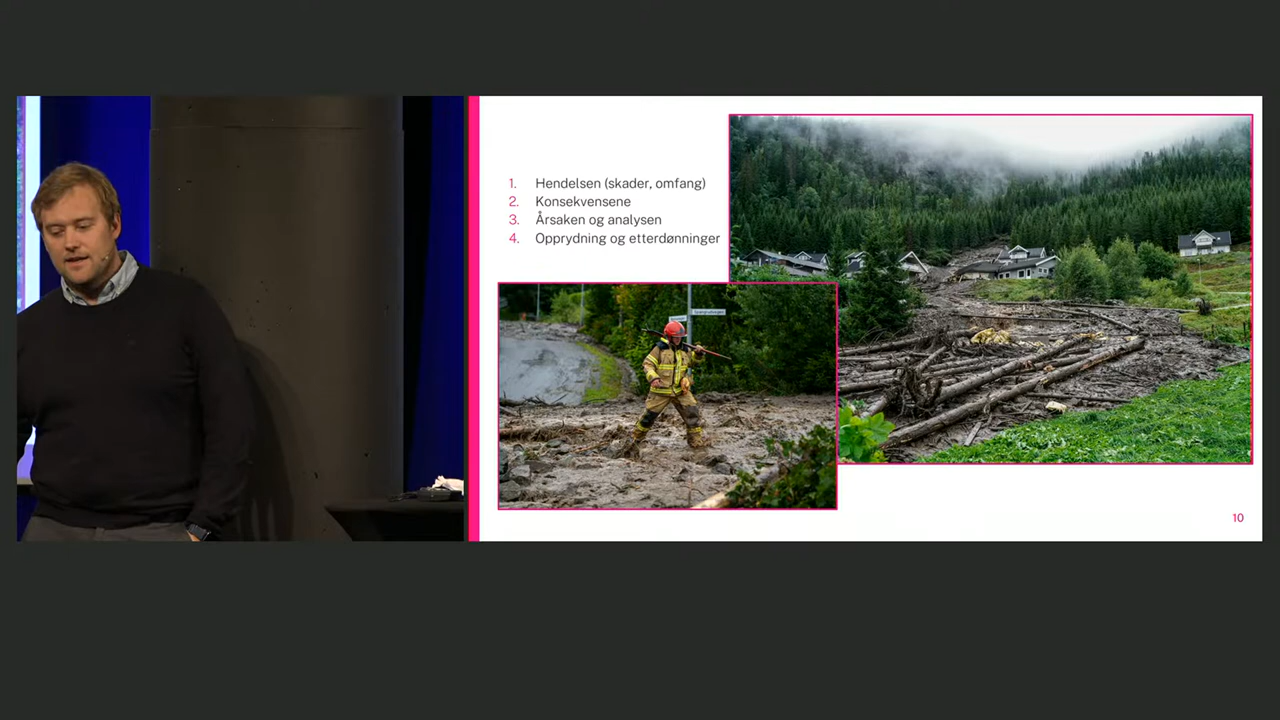 1. Hendelsen (skader, omfang)
2. Konsekvensene
3. Årsaken og analysen
4. Opprydning og etterdønninger
10